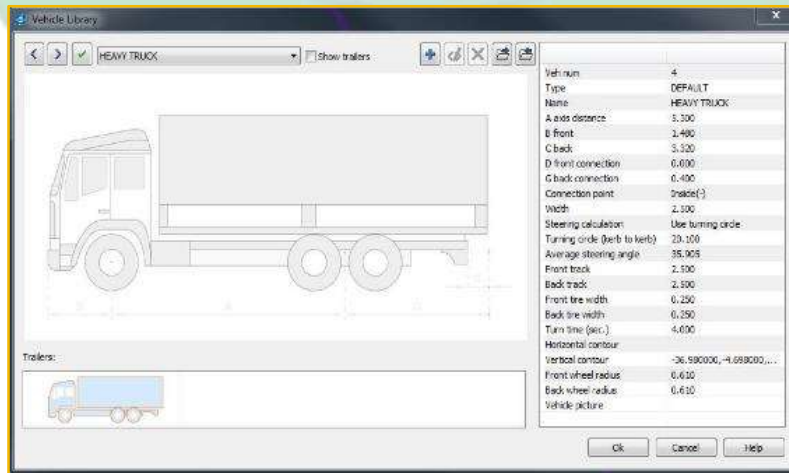 Vehicle Library
HEAVY TRUCK
Show trailers
Veh num 4
Type DEFAULT
Name HEAVY TRUCK
A axis distance 5.300
B front 1.480
C back 3.320
D front connection 0.000
G back connection 0.400
Connection point Inside(-)
Width 2.500
Steering calculation Use turning circle
Turning circle (kerb to kerb) 20.100
Average steering angle 35.905
Front track 2.500
Back track 2.500
Front tire width 0.250
Back tire width 0.250
Turn time (sec.) 4.000
Horizontal contour
Vertical contour -36.980000,-4.698000,...
Front wheel radius 0.610
Back wheel radius 0.610
Vehicle picture
Trailers:
Ok Cancel Help